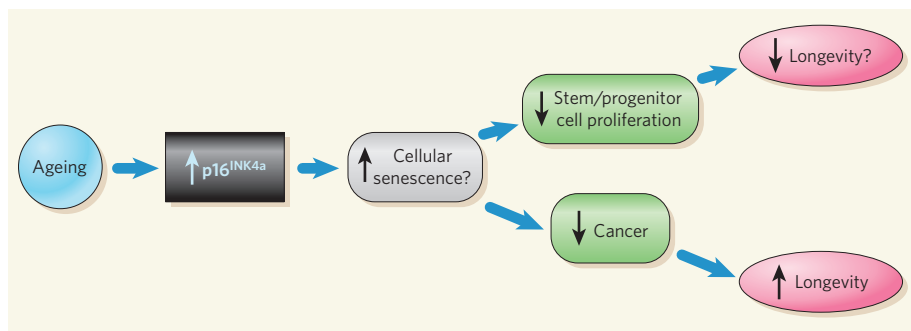 Ageing
p16INK4a
Cellular
senescence?
Stem/progenitor
cell proliferation
Longevity?
Cancer
Longevity